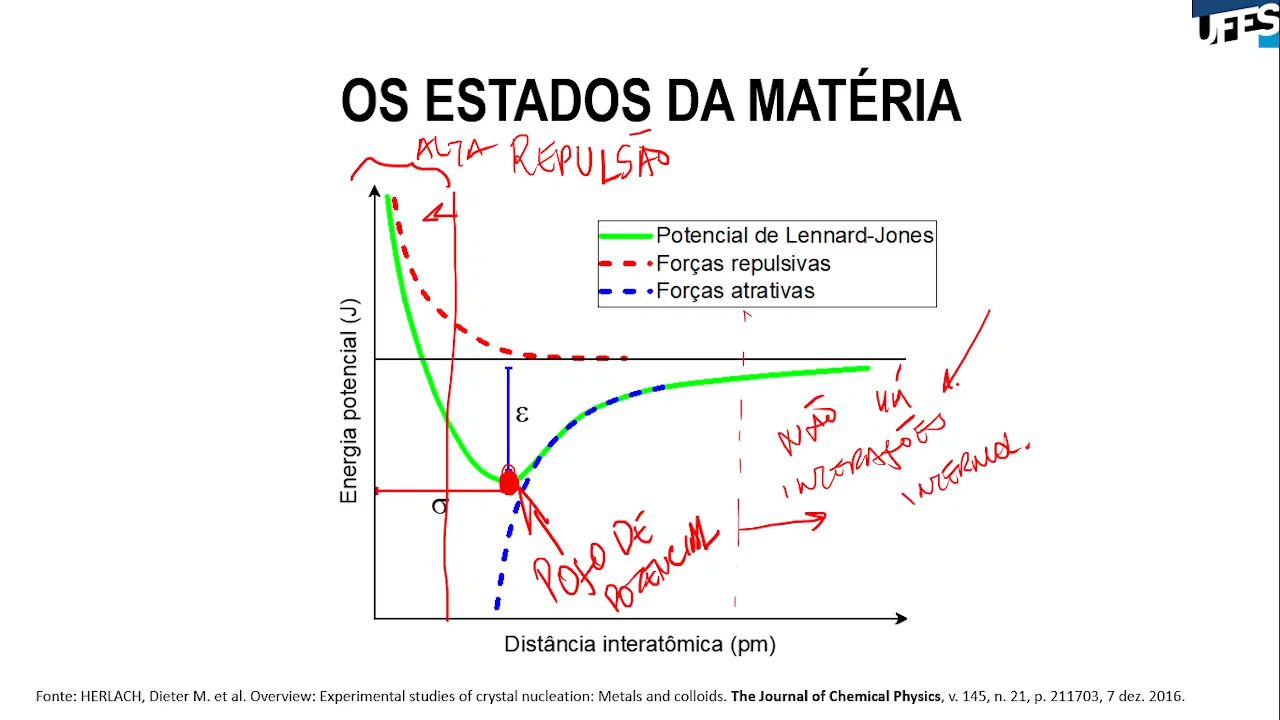 UFES
OS ESTADOS DA MATÉRIA
ALTA REPULSÃO
Potencial de Lennard-Jones
Forças repulsivas
Forças atrativas
Energia potencial (J)
ε
σ
NÃO HÁ
INTERAÇÕES
INTERMOL.
POÇO DE
POTENCIAL
Distância interatômica (pm)
Fonte: HERLACH, Dieter M. et al. Overview: Experimental studies of crystal nucleation: Metals and colloids. The Journal of Chemical Physics, v. 145, n. 21, p. 211703, 7 dez. 2016.